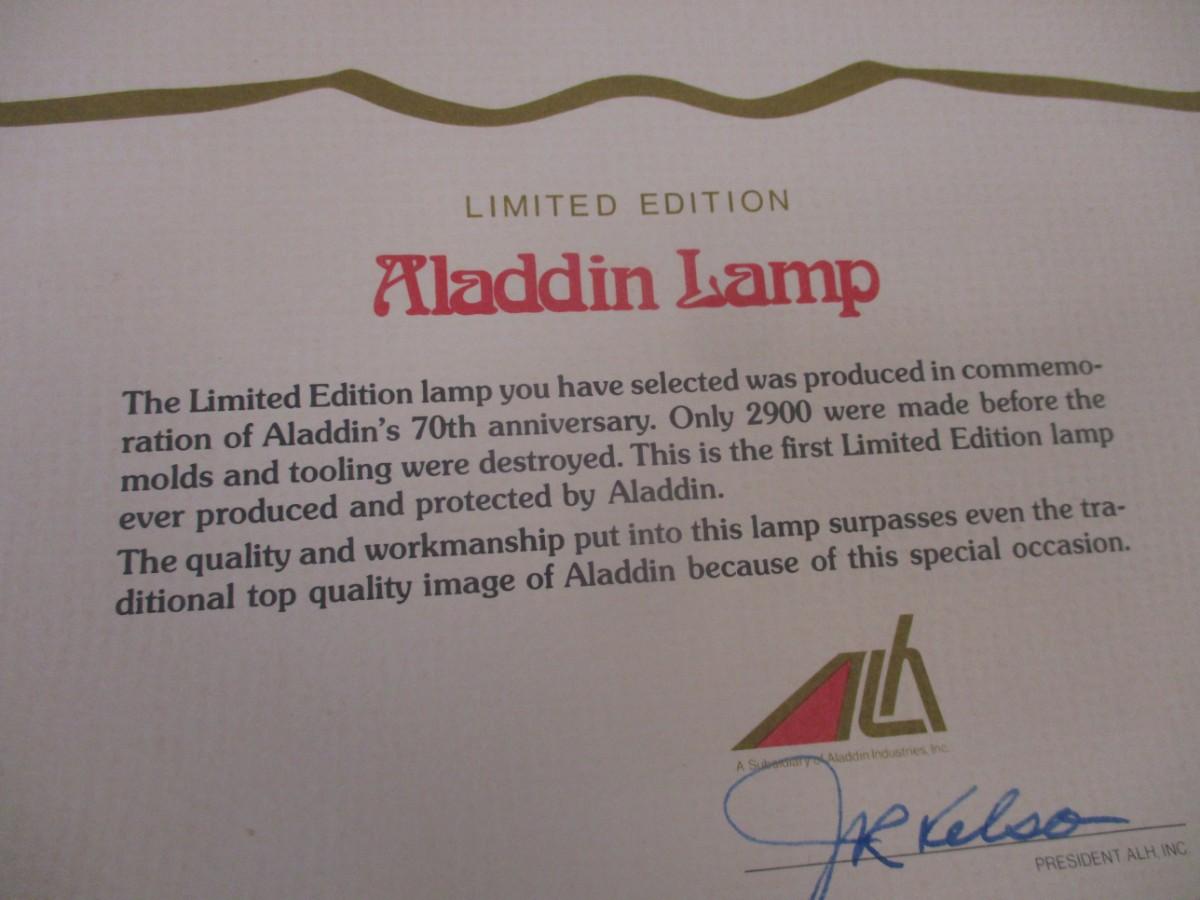 LIMITED EDITION
Aladdin Lamp
The Limited Edition lamp you have selected was produced in commemo-
ration of Aladdin's 70th anniversary. Only 2900 were made before the
molds and tooling were destroyed. This is the first Limited Edition lamp
ever produced and protected by Aladdin.
The quality and workmanship put into this lamp surpasses even the tra-
ditional top quality image of Aladdin because of this special occasion.
ALh
A Subsidiary of Aladdin Industries, Inc.
JR Kelso
PRESIDENT ALH, INC.